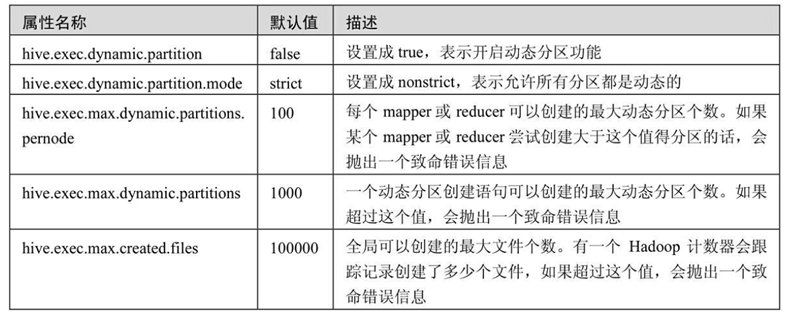 属性名称 默认值 描述
hive.exec.dynamic.partition false 设置成 true，表示开启动态分区功能
hive.exec.dynamic.partition.mode strict 设置成 nonstrict，表示允许所有分区都是动态的
hive.exec.max.dynamic.partitions. 100 每个 mapper 或 reducer 可以创建的最大动态分区个数。如果
pernode 某个 mapper 或 reducer 尝试创建大于这个值得分区的话，会
抛出一个致命错误信息
hive.exec.max.dynamic.partitions 1000 一个动态分区创建语句可以创建的最大动态分区个数。如果
超过这个值，会抛出一个致命错误信息
hive.exec.max.created.files 100000 全局可以创建的最大文件个数。有一个 Hadoop 计数器会跟
踪记录创建了多少个文件，如果超过这个值，会抛出一个致
命错误信息